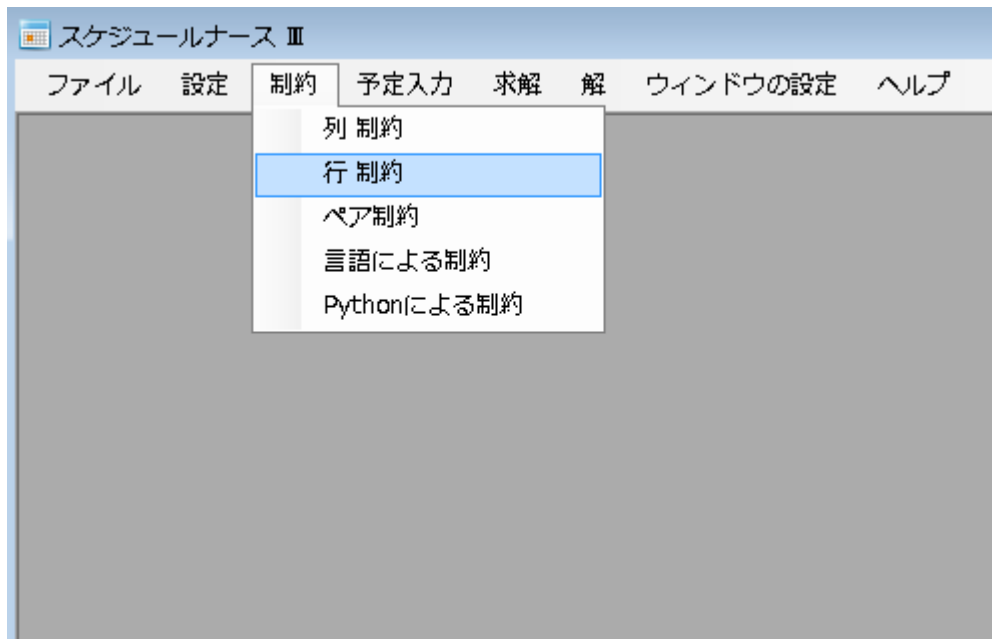 スケジュールナース Ⅲ
ファイル 設定 制約 予定入力 求解 解 ウィンドウの設定 ヘルプ
列 制約
行 制約
ペア制約
言語による制約
Pythonによる制約